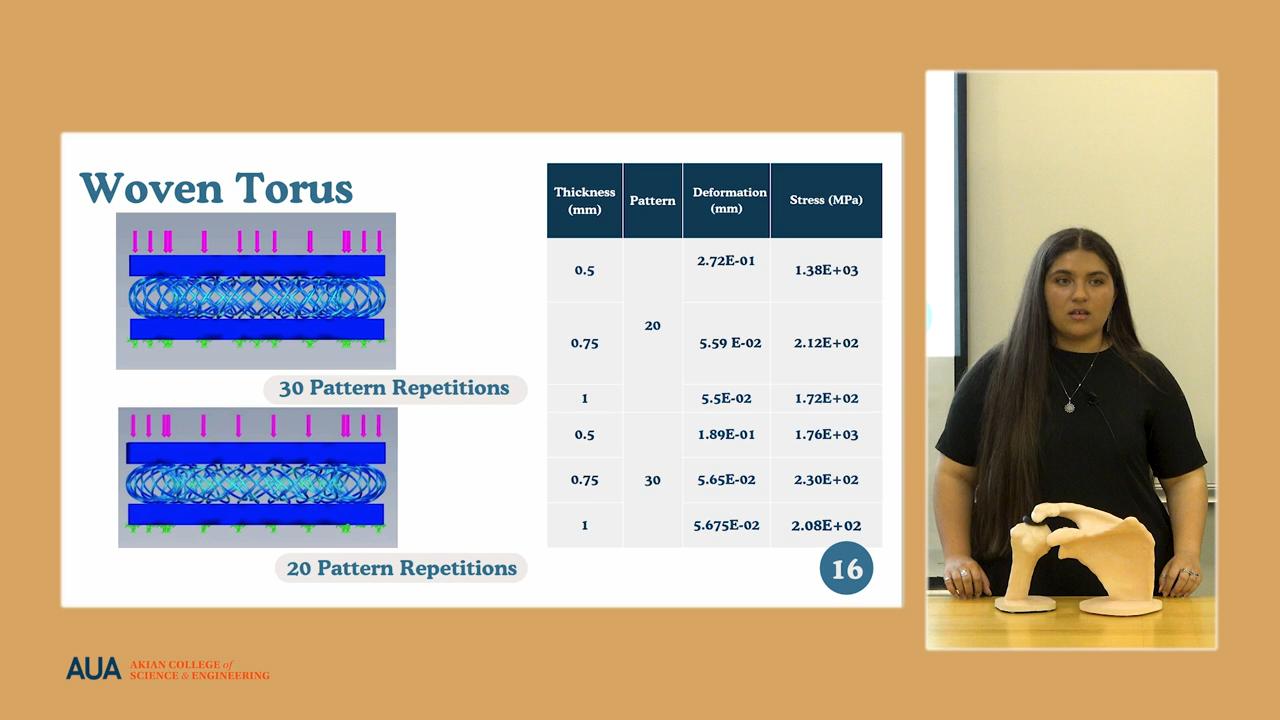 Woven Torus
30 Pattern Repetitions
20 Pattern Repetitions
Thickness (mm) Pattern Deformation (mm) Stress (MPa)
0.5 2.72E-01 1.38E+03
20
0.75 5.59 E-02 2.12E+02
1 5.5E-02 1.72E+02
0.5 1.89E-01 1.76E+03
0.75 30 5.65E-02 2.30E+02
1 5.675E-02 2.08E+02
16
AUA AKIAN COLLEGE of
SCIENCE & ENGINEERING